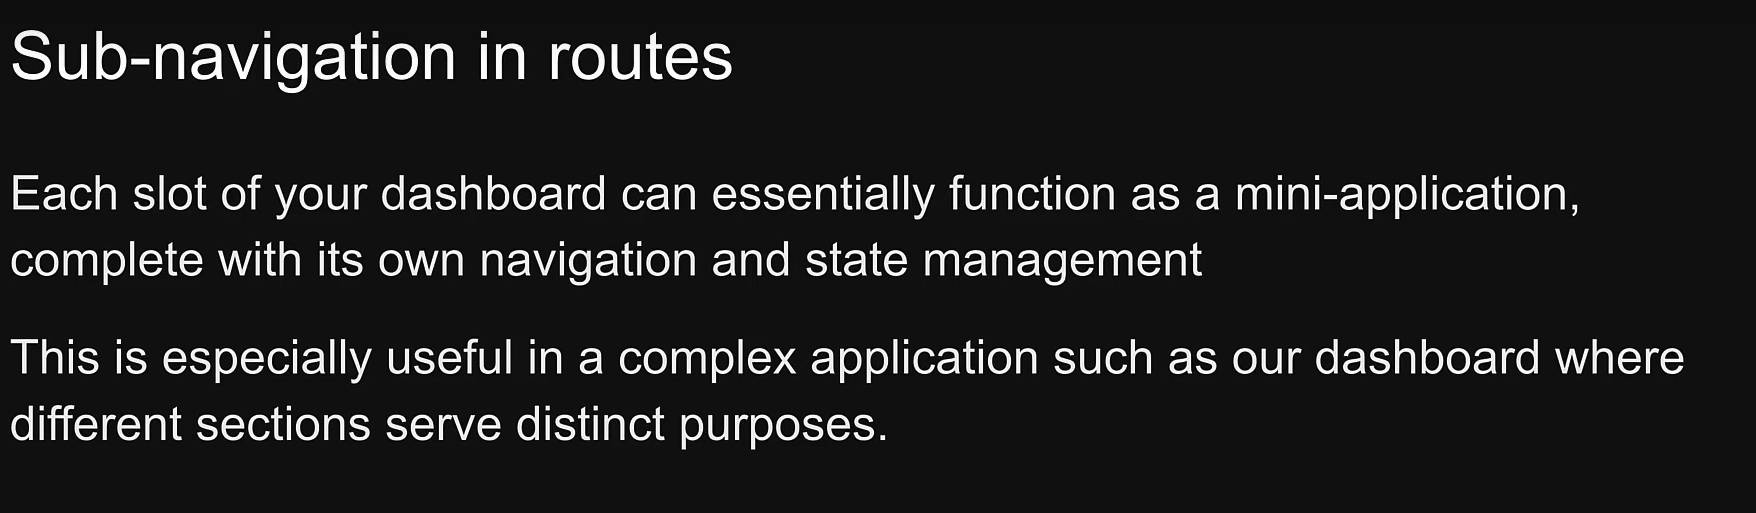 Sub-navigation in routes
Each slot of your dashboard can essentially function as a mini-application,
complete with its own navigation and state management
This is especially useful in a complex application such as our dashboard where
different sections serve distinct purposes.